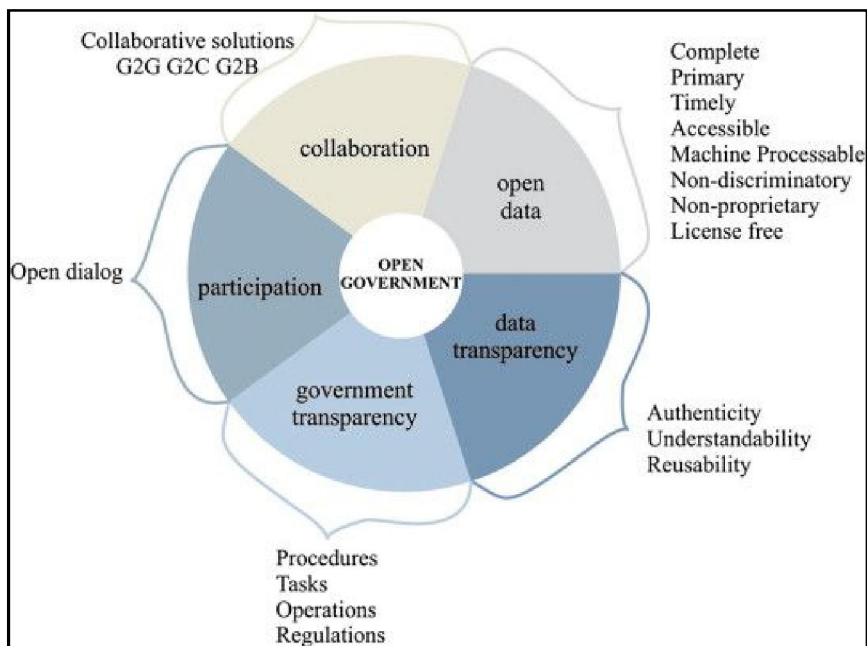 Collaborative solutions
G2G G2C G2B
collaboration
Complete
Primary
Timely
Accessible
Machine Processable
Non-discriminatory
Non-proprietary
License free
open
data
Open dialog
participation
OPEN
GOVERNMENT
data
transparency
government
transparency
Authenticity
Understandability
Reusability
Procedures
Tasks
Operations
Regulations